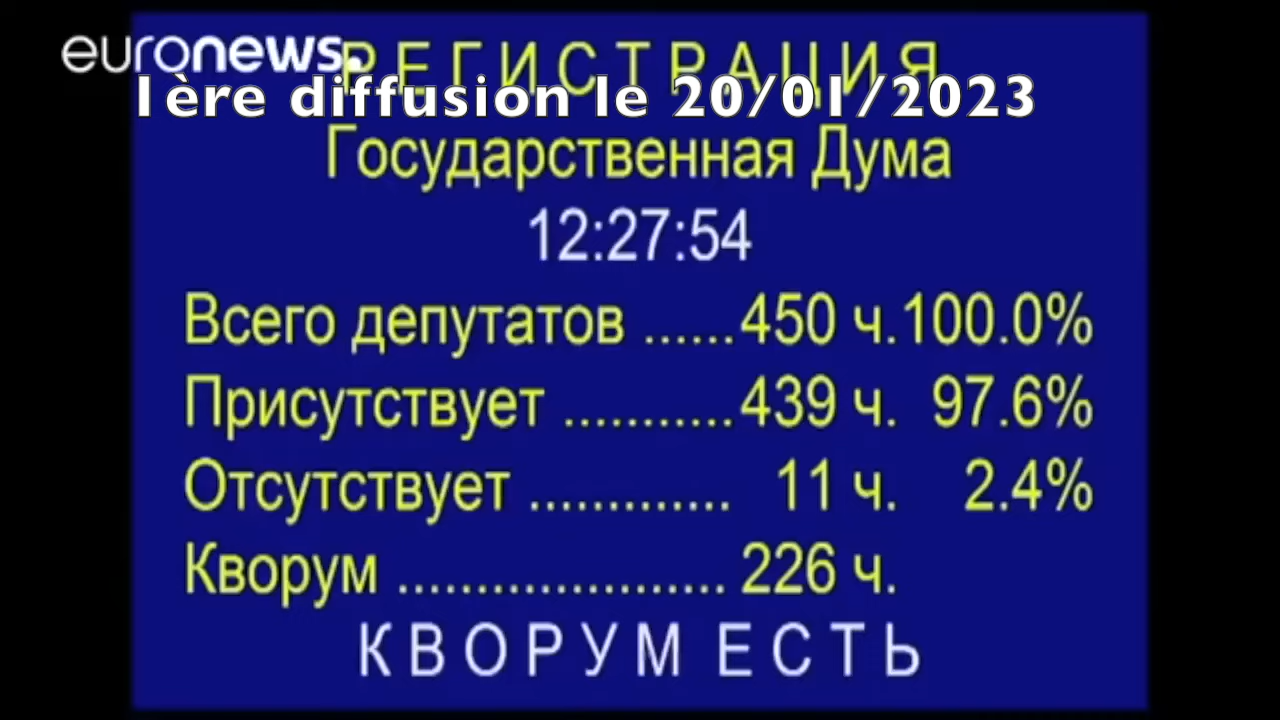 euronews.
РЕГИСТРАЦИЯ
1ère diffusion le 20/01/2023
Государственная Дума
12:27:54
Всего депутатов ......450 ч.100.0%
Присутствует ...........439 ч. 97.6%
Отсутствует ............. 11 ч. 2.4%
Кворум ..................... 226 ч.
КВОРУМ ЕСТЬ